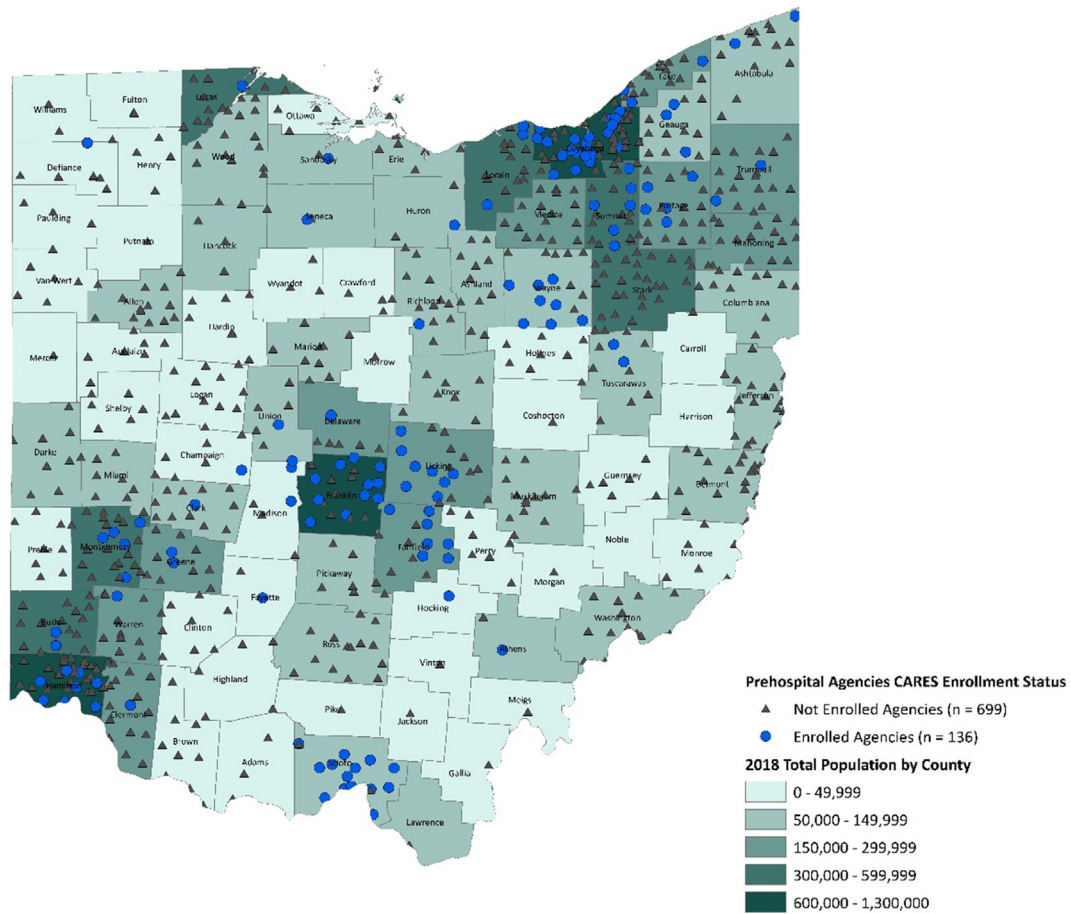 Williams
Fulton
Lucas
Ottawa
Lake
Ashtabula
Geauga
Cuyahoga
Wood
Sandusky
Erie
Henry
Defiance
Lorain
Trumbull
Paulding
Seneca
Huron
Medina
Summit
Portage
Putnam
Hancock
Mahoning
Van Wert
Wyandot
Crawford
Richland
Ashland
Wayne
Stark
Columbiana
Allen
Hardin
Mercer
Auglaize
Marion
Morrow
Holmes
Carroll
Logan
Knox
Tuscarawas
Jefferson
Shelby
Union
Delaware
Coshocton
Harrison
Darke
Champaign
Licking
Miami
Guernsey
Belmont
Clark
Madison
Franklin
Muskingum
Preble
Montgomery
Greene
Fairfield
Perry
Noble
Monroe
Pickaway
Morgan
Fayette
Hocking
Butler
Warren
Clinton
Washington
Ross
Athens
Vinton
Hamilton
Highland
Clermont
Pike
Jackson
Meigs
Brown
Adams
Scioto
Gallia
Lawrence
Prehospital Agencies CARES Enrollment Status
Not Enrolled Agencies (n = 699)
Enrolled Agencies (n = 136)
2018 Total Population by County
0 - 49,999
50,000 - 149,999
150,000 - 299,999
300,000 - 599,999
600,000 - 1,300,000